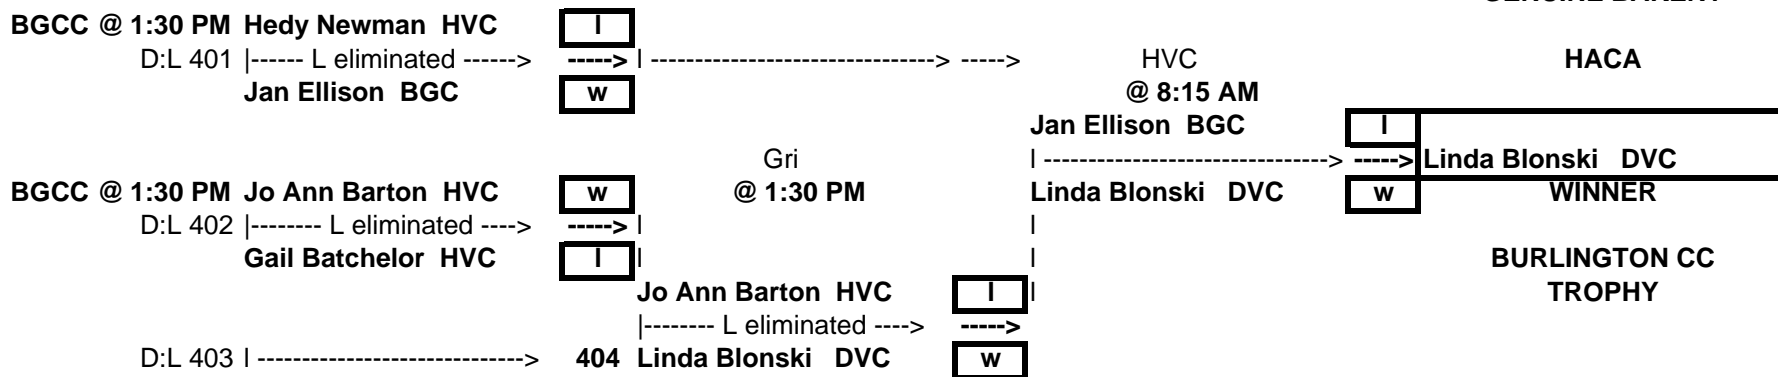 BGCC @ 1:30 PM Hedy Newman HVC l
D:L 401 |------ L eliminated ------> -----> l --------------------------------> -----> HVC HACA
Jan Ellison BGC w @ 8:15 AM
Jan Ellison BGC l
Gri l --------------------------------> -----> Linda Blonski DVC
BGCC @ 1:30 PM Jo Ann Barton HVC w @ 1:30 PM Linda Blonski DVC w WINNER
D:L 402 |-------- L eliminated ----> -----> l l
Gail Batchelor HVC l l l BURLINGTON CC
Jo Ann Barton HVC l l TROPHY
|-------- L eliminated ----> ----->
D:L 403 l ------------------------------> 404 Linda Blonski DVC w